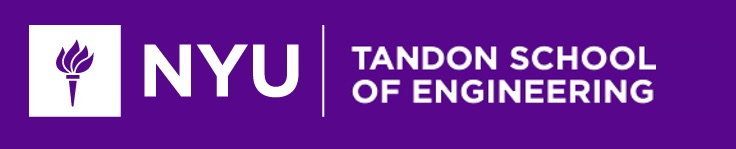 NYU
TANDON SCHOOL
OF ENGINEERING